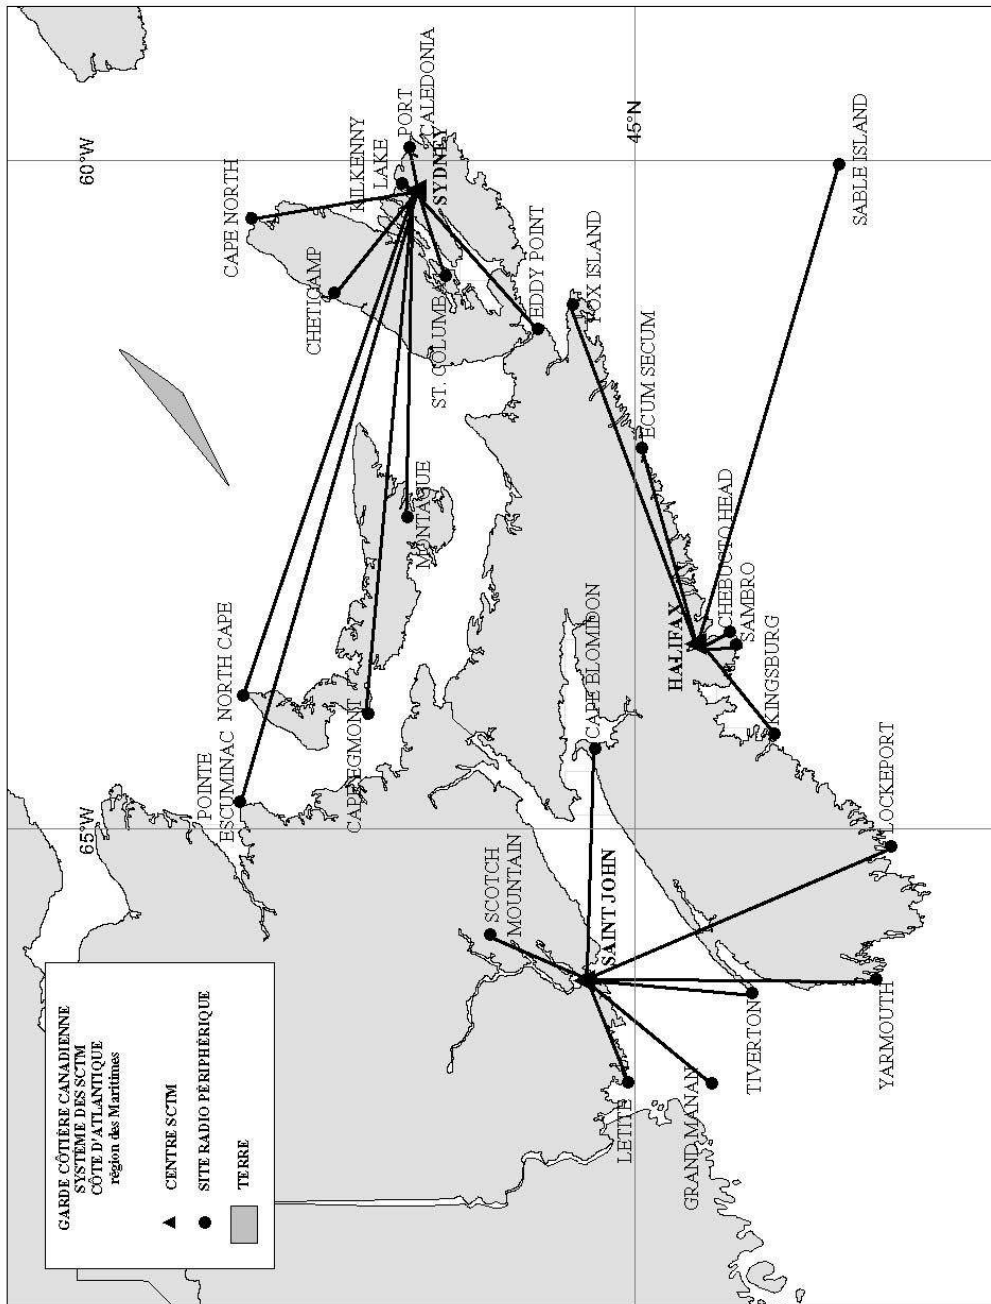 GARDE CÔTIÈRE CANADIENNE
SYSTÈME DES SCTM
CÔTE D'ATLANTIQUE
région des Maritimes
CENTRE SCTM
SITE RADIO PÉRIPHÉRIQUE
TERRE
65°W
60°W
45°N
POINTE
ESCUMINAC
NORTH CAPE
CAPE EGMONT
MONTAGUE
CHETICAMP
CAPE NORTH
KILKENNY
LAKE
PORT
CALEDONIA
SYDNEY
ST. COLUMB
EDDY POINT
FOX ISLAND
ECUM SECUM
SABLE ISLAND
HALIFAX
CHEBUCTO HEAD
SAMBRO
KINGSBURG
CAPE BLOMIDON
SCOTCH
MOUNTAIN
SAINT JOHN
LETITE
GRAND MANAN
TIVERTON
YARMOUTH
LOCKEPORT